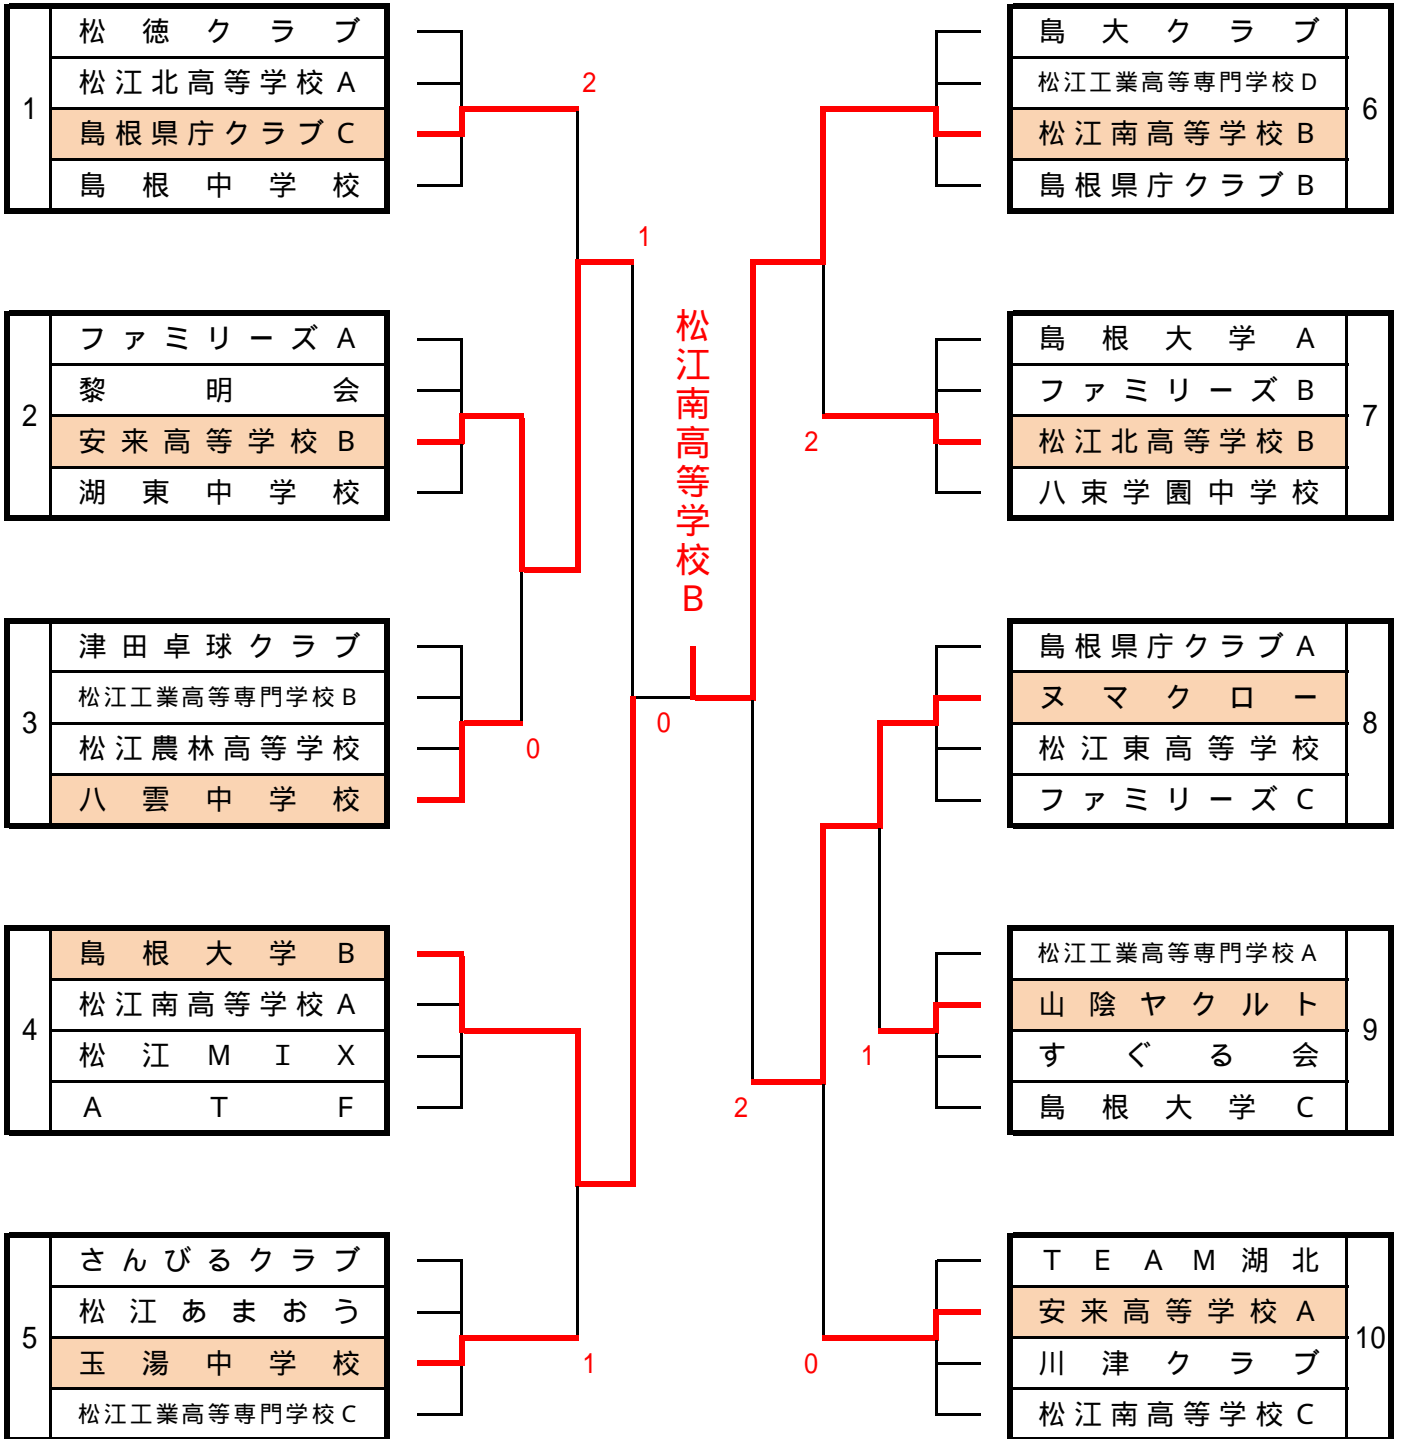 1
松徳クラブ
松江北高等学校A
島根県庁クラブC
島根中学校
2
ファミリーズA
黎明会
安来高等学校B
湖東中学校
3
津田卓球クラブ
松江工業高等専門学校B
松江農林高等学校
八雲中学校
4
島根大学B
松江南高等学校A
松江MIX
ATF
5
さんびるクラブ
松江あまおう
玉湯中学校
松江工業高等専門学校C
2
1
0
1
0
松江南高等学校B
2
1
2
0
島大クラブ
松江工業高等専門学校D
松江南高等学校B
島根県庁クラブB
6
島根大学A
ファミリーズB
松江北高等学校B
八束学園中学校
7
島根県庁クラブA
ヌマクロー
松江東高等学校
ファミリーズC
8
松江工業高等専門学校A
山陰ヤクルト
すぐる会
島根大学C
9
TEAM湖北
安来高等学校A
川津クラブ
松江南高等学校C
10